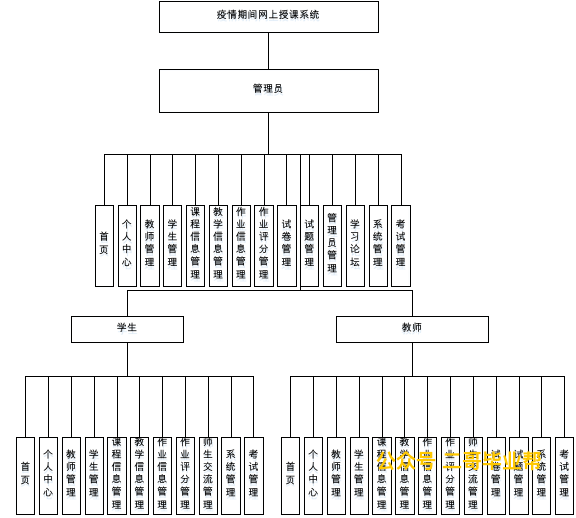 疫情期间网上授课系统
管理员
首页
个人中心
教师管理
学生管理
课程信息管理
教学信息管理
作业信息管理
作业评分管理
试卷管理
试题管理
管理员管理
学习论坛
系统管理
考试管理
学生
教师
首页
个人中心
教师管理
学生管理
课程信息管理
教学信息管理
作业信息管理
作业评分管理
师生交流管理
系统管理
考试管理
首页
个人中心
教师管理
学生管理
课程信息管理
教学信息管理
作业信息管理
作业评分管理
师生交流管理
试卷管理
试题管理
系统管理
考试管理
公众号 二哥毕业帮